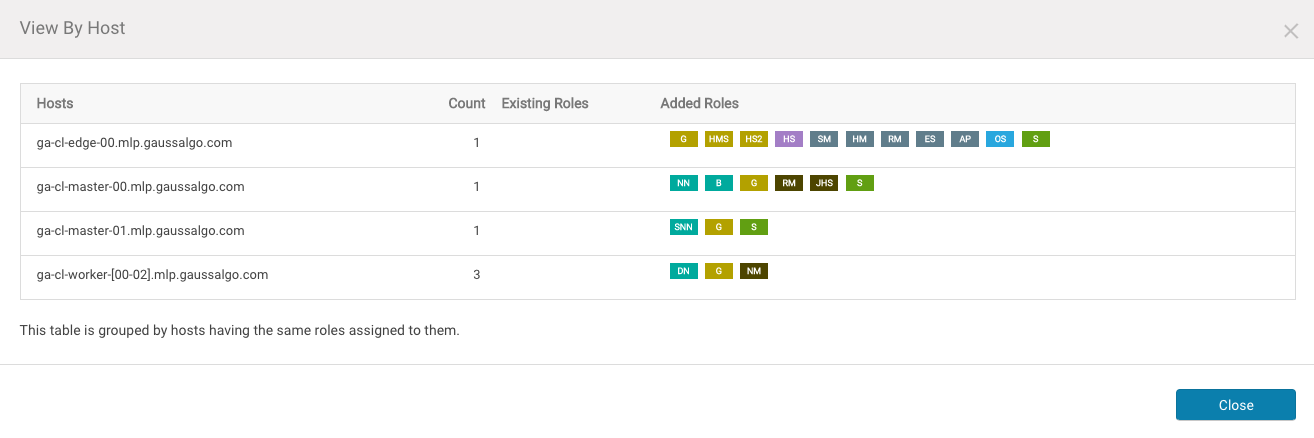 View By Host
Hosts Count Existing Roles Added Roles
ga-cl-edge-00.mlp.gaussalgo.com 1 G HMS HS2 HS SM HM RM ES AP OS S
ga-cl-master-00.mlp.gaussalgo.com 1 NN B G RM JHS S
ga-cl-master-01.mlp.gaussalgo.com 1 SNN G S
ga-cl-worker-[00-02].mlp.gaussalgo.com 3 DN G NM
This table is grouped by hosts having the same roles assigned to them.
Close